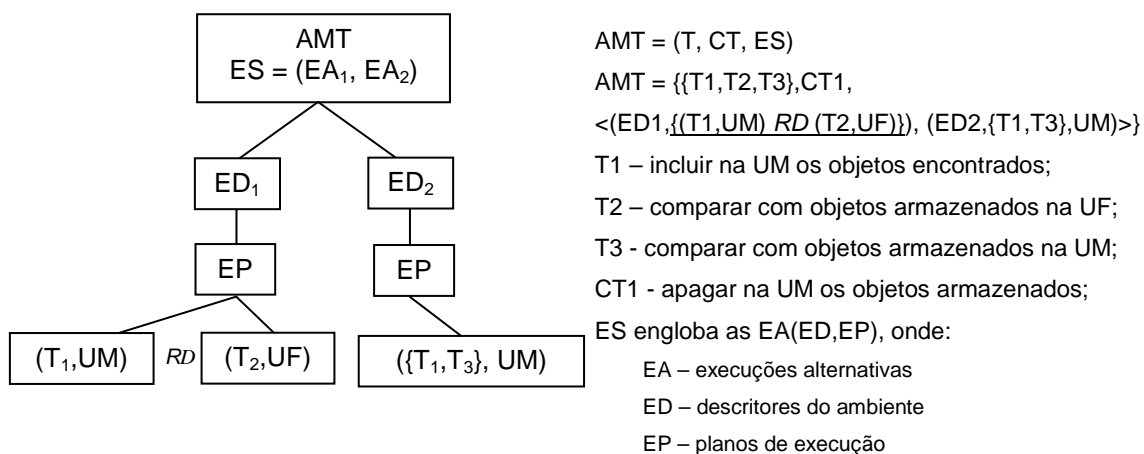 AMT
ES = (EA1, EA2)
ED1
ED2
EP
EP
(T1,UM) RD (T2,UF)
({T1,T3}, UM)
AMT = (T, CT, ES)
AMT = {{T1,T2,T3},CT1,
<(ED1,{(T1,UM) RD (T2,UF)}), (ED2,{T1,T3},UM)>}
T1 – incluir na UM os objetos encontrados;
T2 – comparar com objetos armazenados na UF;
T3 - comparar com objetos armazenados na UM;
CT1 - apagar na UM os objetos armazenados;
ES engloba as EA(ED,EP), onde:
EA – execuções alternativas
ED – descritores do ambiente
EP – planos de execução